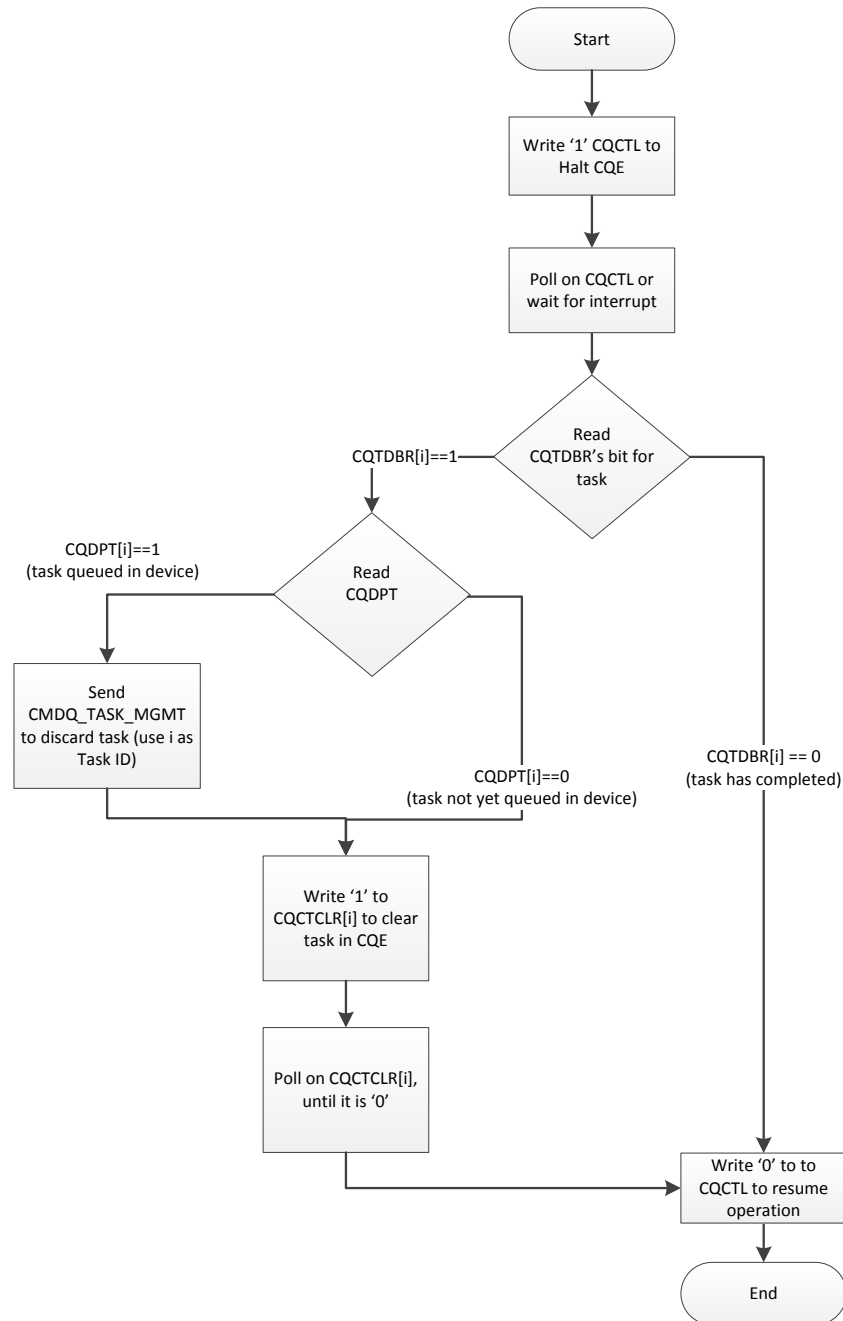 Start
Write ‘1’ CQCTL to
Halt CQE
Poll on CQCTL or
wait for interrupt
Read
CQTDBR’s bit for
task
CQTDBR[i]==1
CQDPT[i]==1
(task queued in device)
Read
CQDPT
Send
CMDQ_TASK_MGMT
to discard task (use i as
Task ID)
CQDPT[i]==0
(task not yet queued in device)
CQTDBR[i] == 0
(task has completed)
Write ‘1’ to
CQCTCLR[i] to clear
task in CQE
Poll on CQCTCLR[i],
until it is ‘0’
Write ‘0’ to to
CQCTL to resume
operation
End